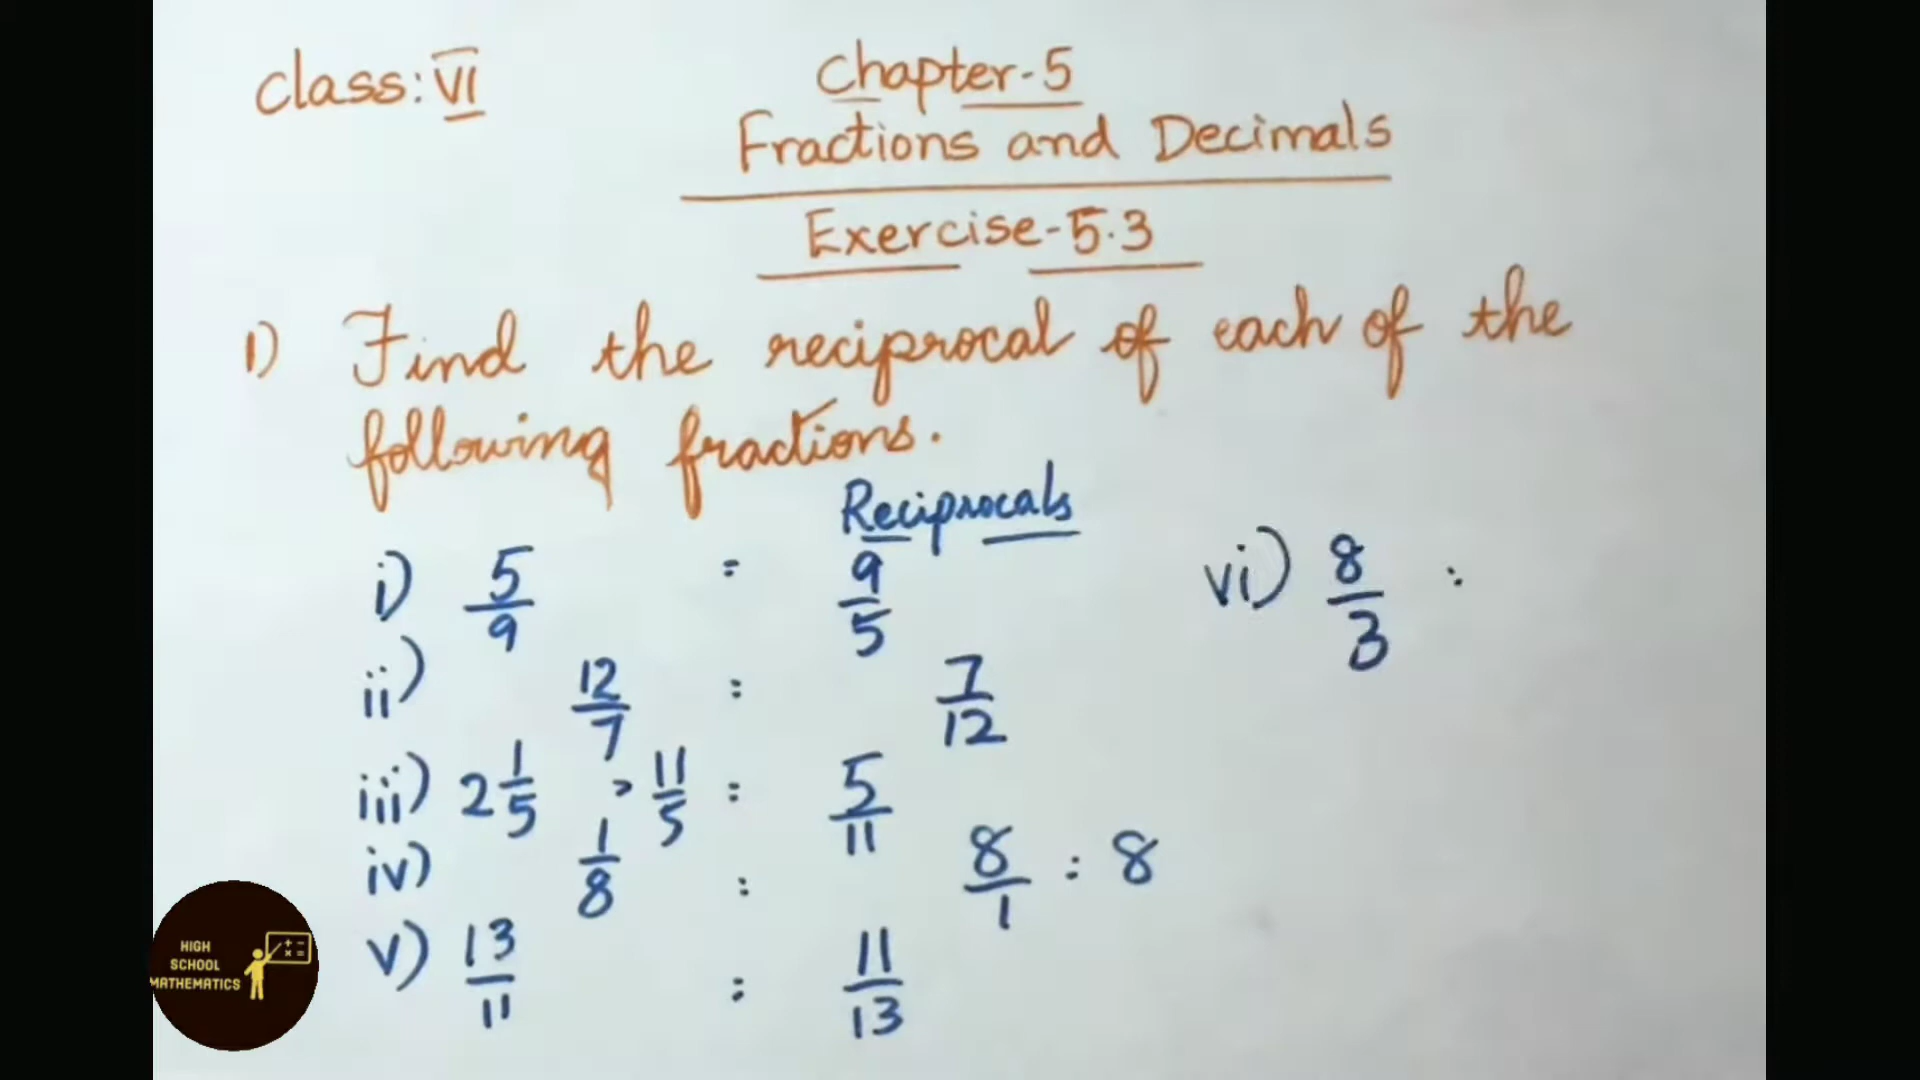 Class: VI
Chapter-5
Fractions and Decimals
Exercise-5.3
1) Find the reciprocal of each of the
following fractions.
Reciprocals
i) 5/9 = 9/5
ii) 12/7 : 7/12
iii) 2 1/5 > 11/5 : 5/11
iv) 1/8 : 8/1 : 8
v) 13/11 : 11/13
vi) 8/3 :
HIGH
SCHOOL
MATHEMATICS